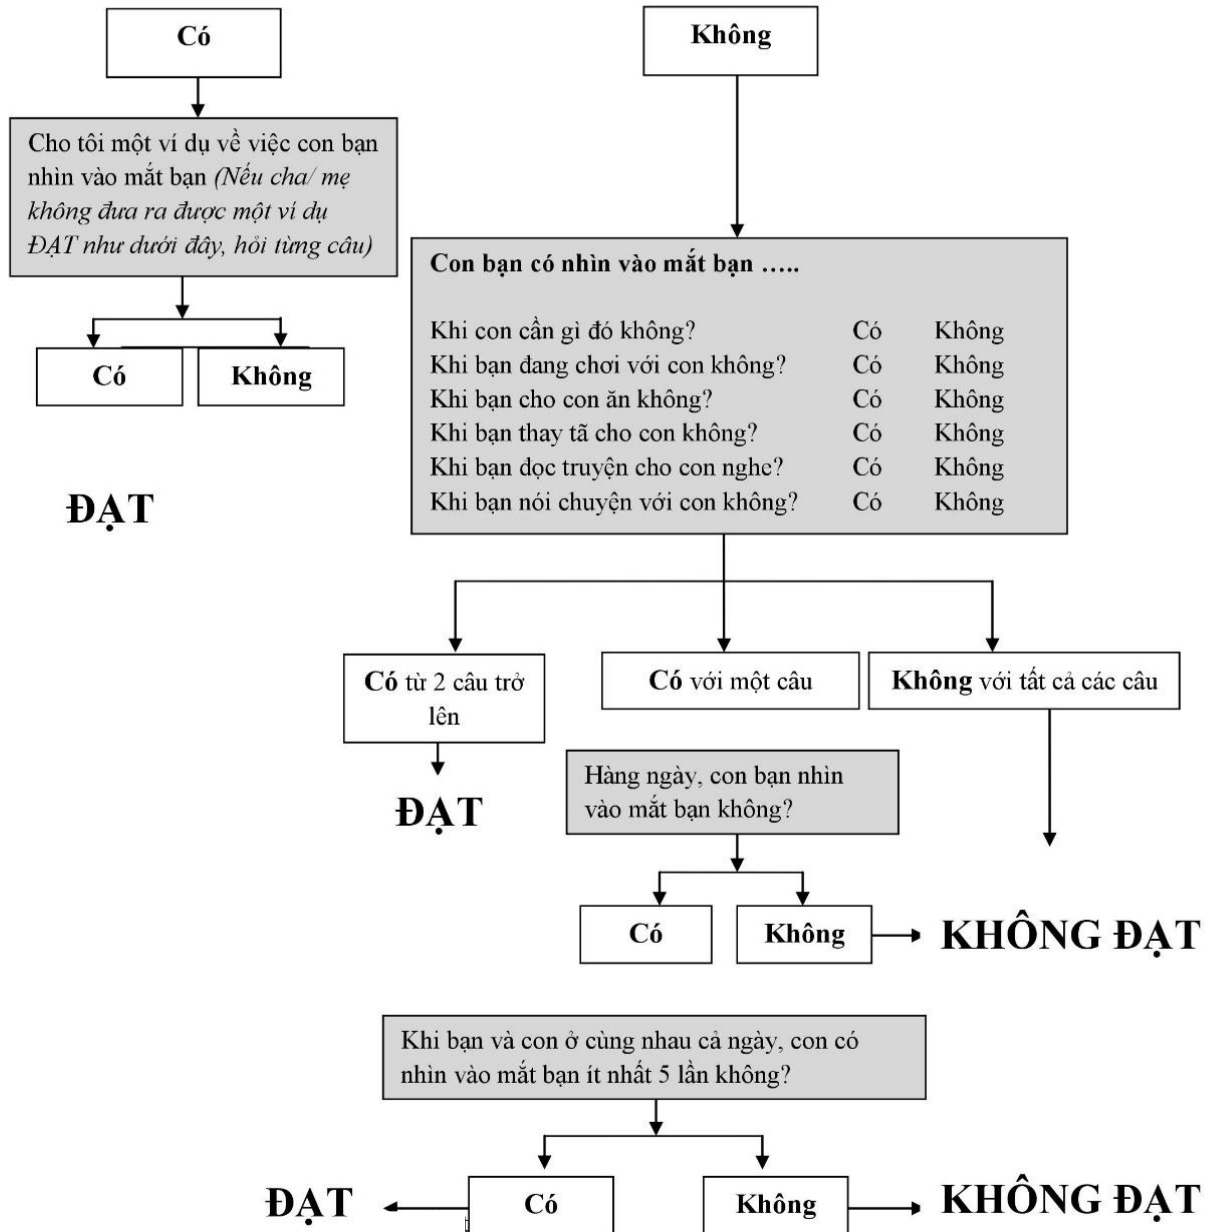 Có
Không
Cho tôi một ví dụ về việc con bạn
nhìn vào mắt bạn (Nếu cha/ mẹ
không đưa ra được một ví dụ
ĐẠT như dưới đây, hỏi từng câu)
Có
Không
ĐẠT
Con bạn có nhìn vào mắt bạn …..
Khi con cần gì đó không? Có Không
Khi bạn đang chơi với con không? Có Không
Khi bạn cho con ăn không? Có Không
Khi bạn thay tã cho con không? Có Không
Khi bạn đọc truyện cho con nghe? Có Không
Khi bạn nói chuyện với con không? Có Không
Có từ 2 câu trở
lên
Có với một câu
Không với tất cả các câu
ĐẠT
Hàng ngày, con bạn nhìn
vào mắt bạn không?
Có
Không
KHÔNG ĐẠT
Khi bạn và con ở cùng nhau cả ngày, con có
nhìn vào mắt bạn ít nhất 5 lần không?
ĐẠT
Có
Không
KHÔNG ĐẠT